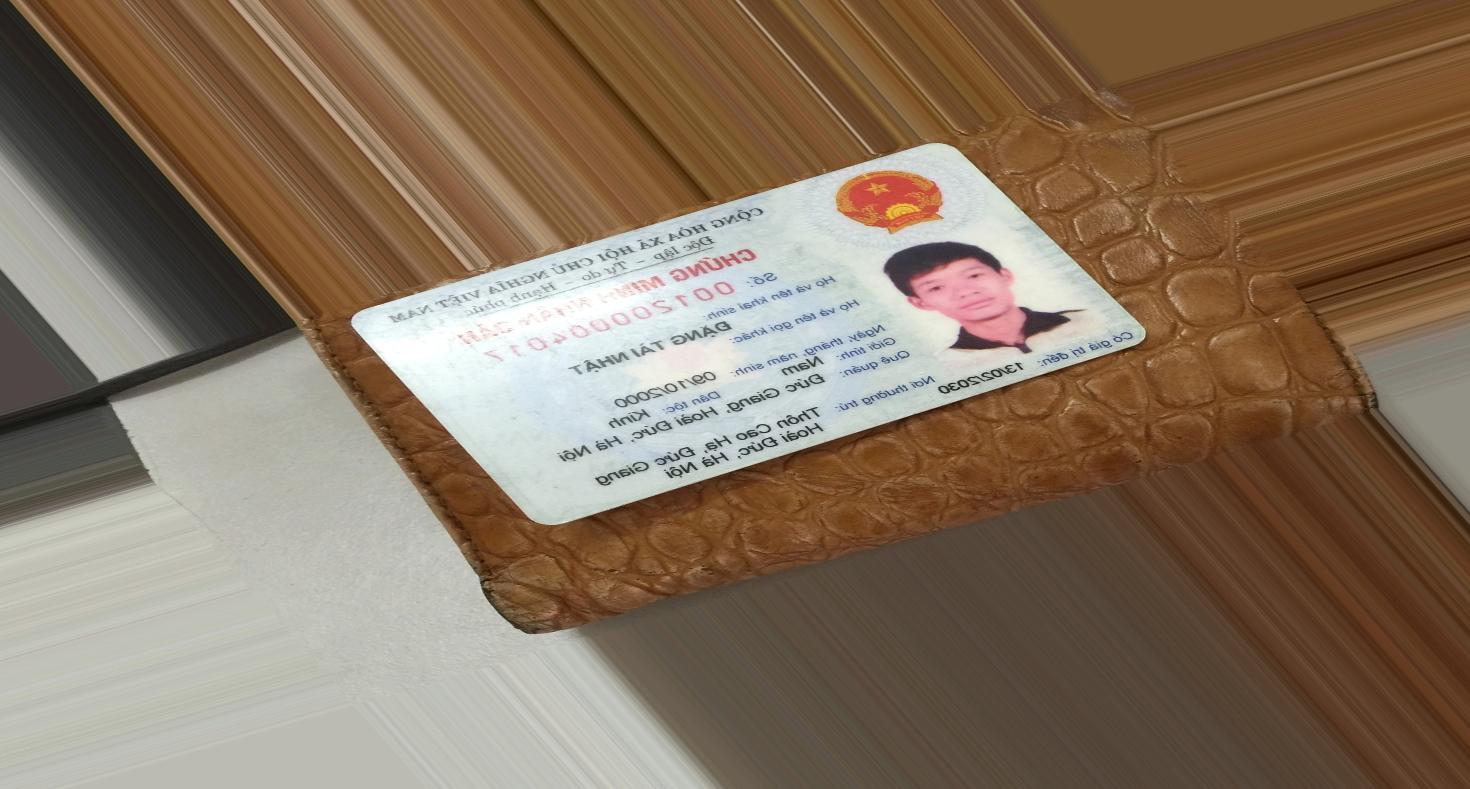 CỘNG HÒA XÃ HỘI CHỦ NGHĨA VIỆT NAM
Độc lập - Tự do - Hạnh phúc
CHỨNG MINH NHÂN DÂN
Số: 001200004017
Họ và tên khai sinh:
ĐẶNG TÀI NHẬT
Họ và tên gọi khác:
Ngày, tháng, năm sinh: 09/10/2000
Giới tính: Nam Dân tộc: Kinh
Quê quán: Đức Giang, Hoài Đức, Hà Nội
Nơi thường trú: Thôn Cao Hạ, Đức Giang
Hoài Đức, Hà Nội
Có giá trị đến: 13/02/2030